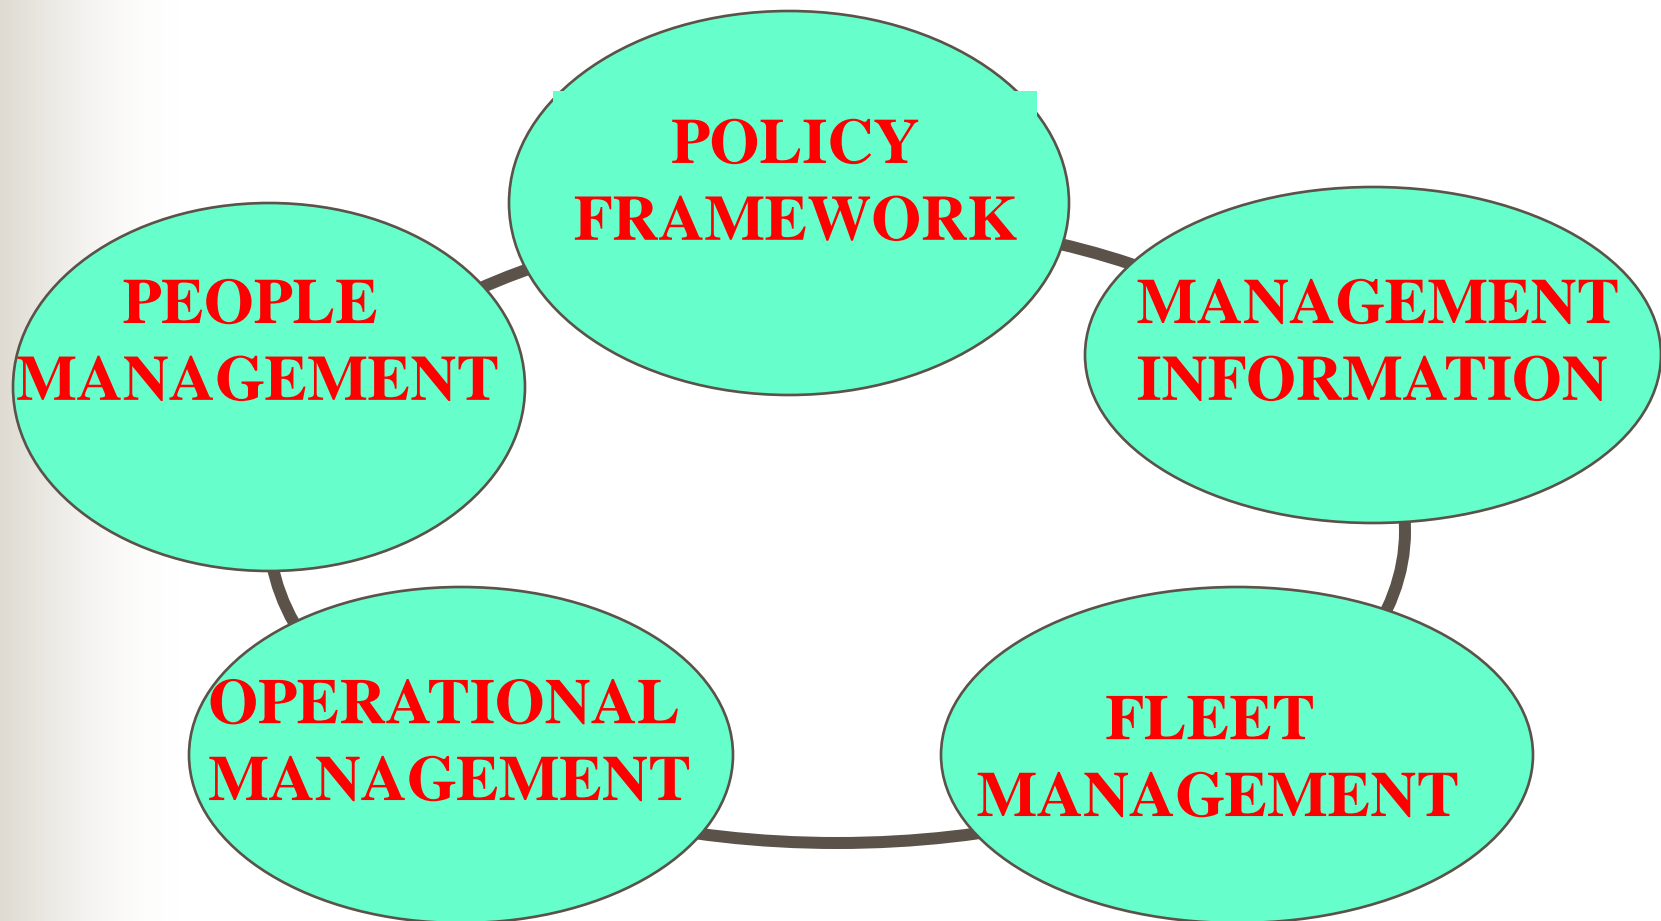 POLICY
FRAMEWORK
PEOPLE
MANAGEMENT
MANAGEMENT
INFORMATION
OPERATIONAL
MANAGEMENT
FLEET
MANAGEMENT